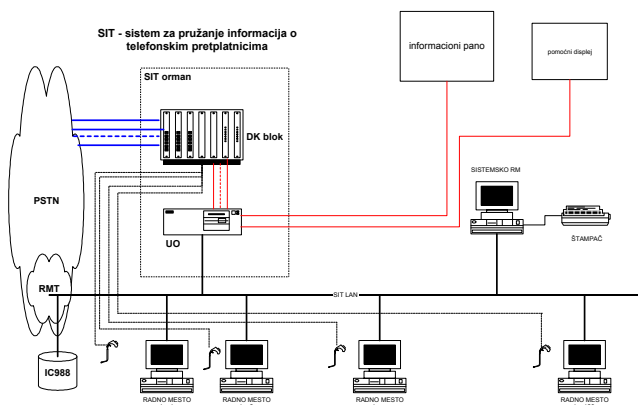 SIT - sistem za pružanje informacija o
telefonskim pretplatnicima
informacioni pano
pomoćni displej
SIT orman
DK blok
SISTEMSKO RM
PSTN
UO
ŠTAMPAČ
RMT
SIT LAN
IC988
RADNO MESTO
RADNO MESTO
RADNO MESTO
RADNO MESTO